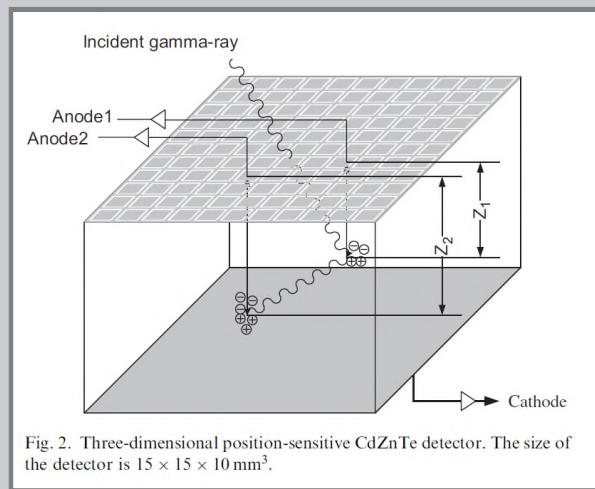 Incident gamma-ray
Anode1
Anode2
Z₁
Z₂
Cathode
Fig. 2. Three-dimensional position-sensitive CdZnTe detector. The size of
the detector is 15 × 15 × 10 mm³.